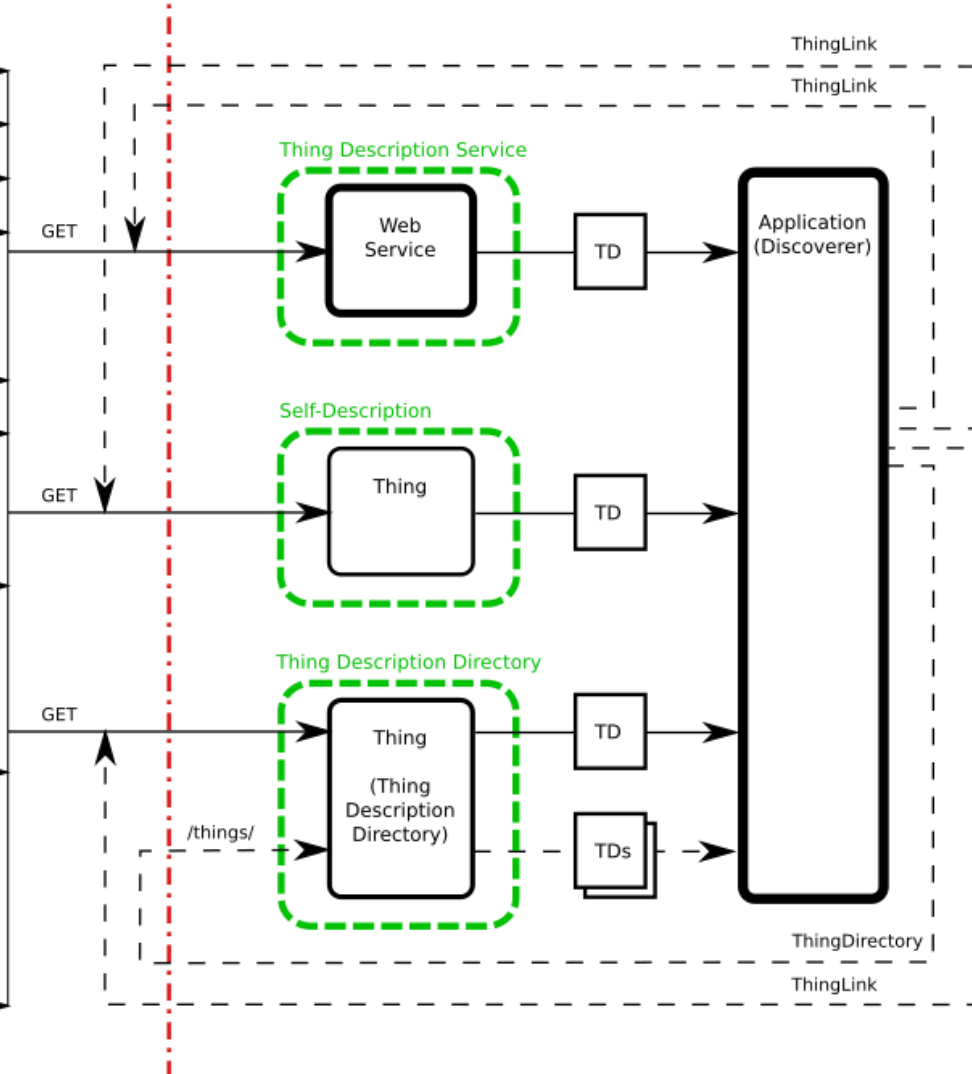 ThingLink
ThingLink
Thing Description Service
GET
Web
Service
TD
Application
(Discoverer)
Self-Description
GET
Thing
TD
Thing Description Directory
GET
Thing
TD
(Thing
Description
Directory)
/things/
TDs
ThingDirectory
ThingLink